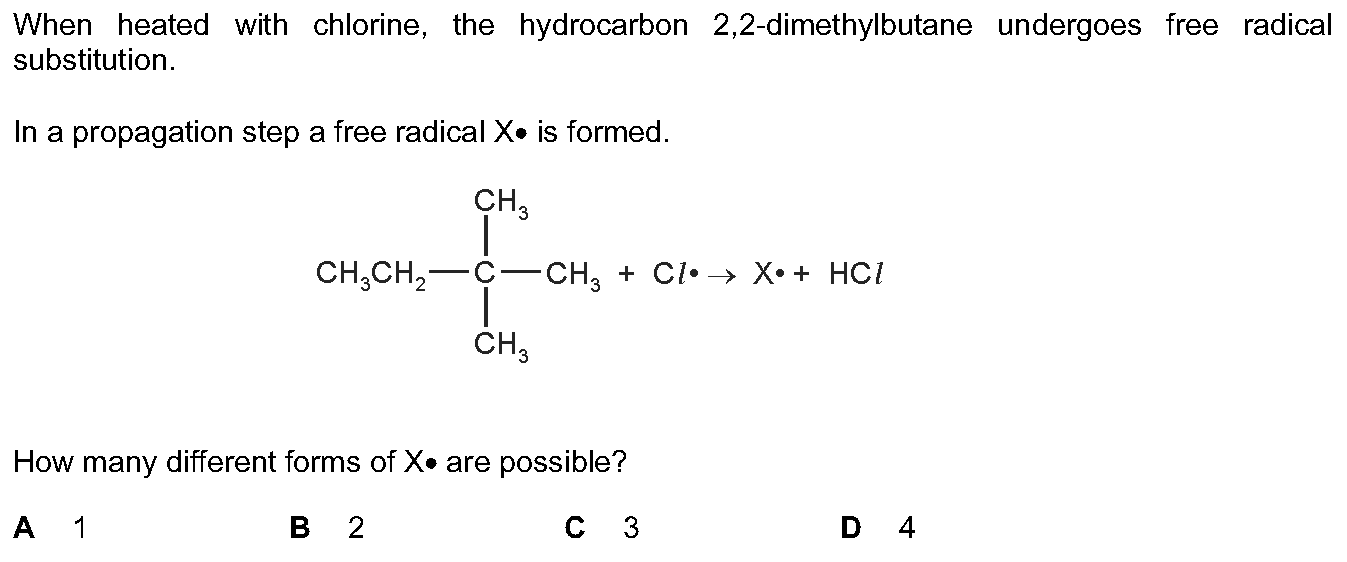 When heated with chlorine, the hydrocarbon 2,2-dimethylbutane undergoes free radical
substitution.
In a propagation step a free radical X• is formed.
CH₃
CH₃CH₂—C—CH₃ + Cl• → X• + HCl
CH₃
How many different forms of X• are possible?
A 1 B 2 C 3 D 4